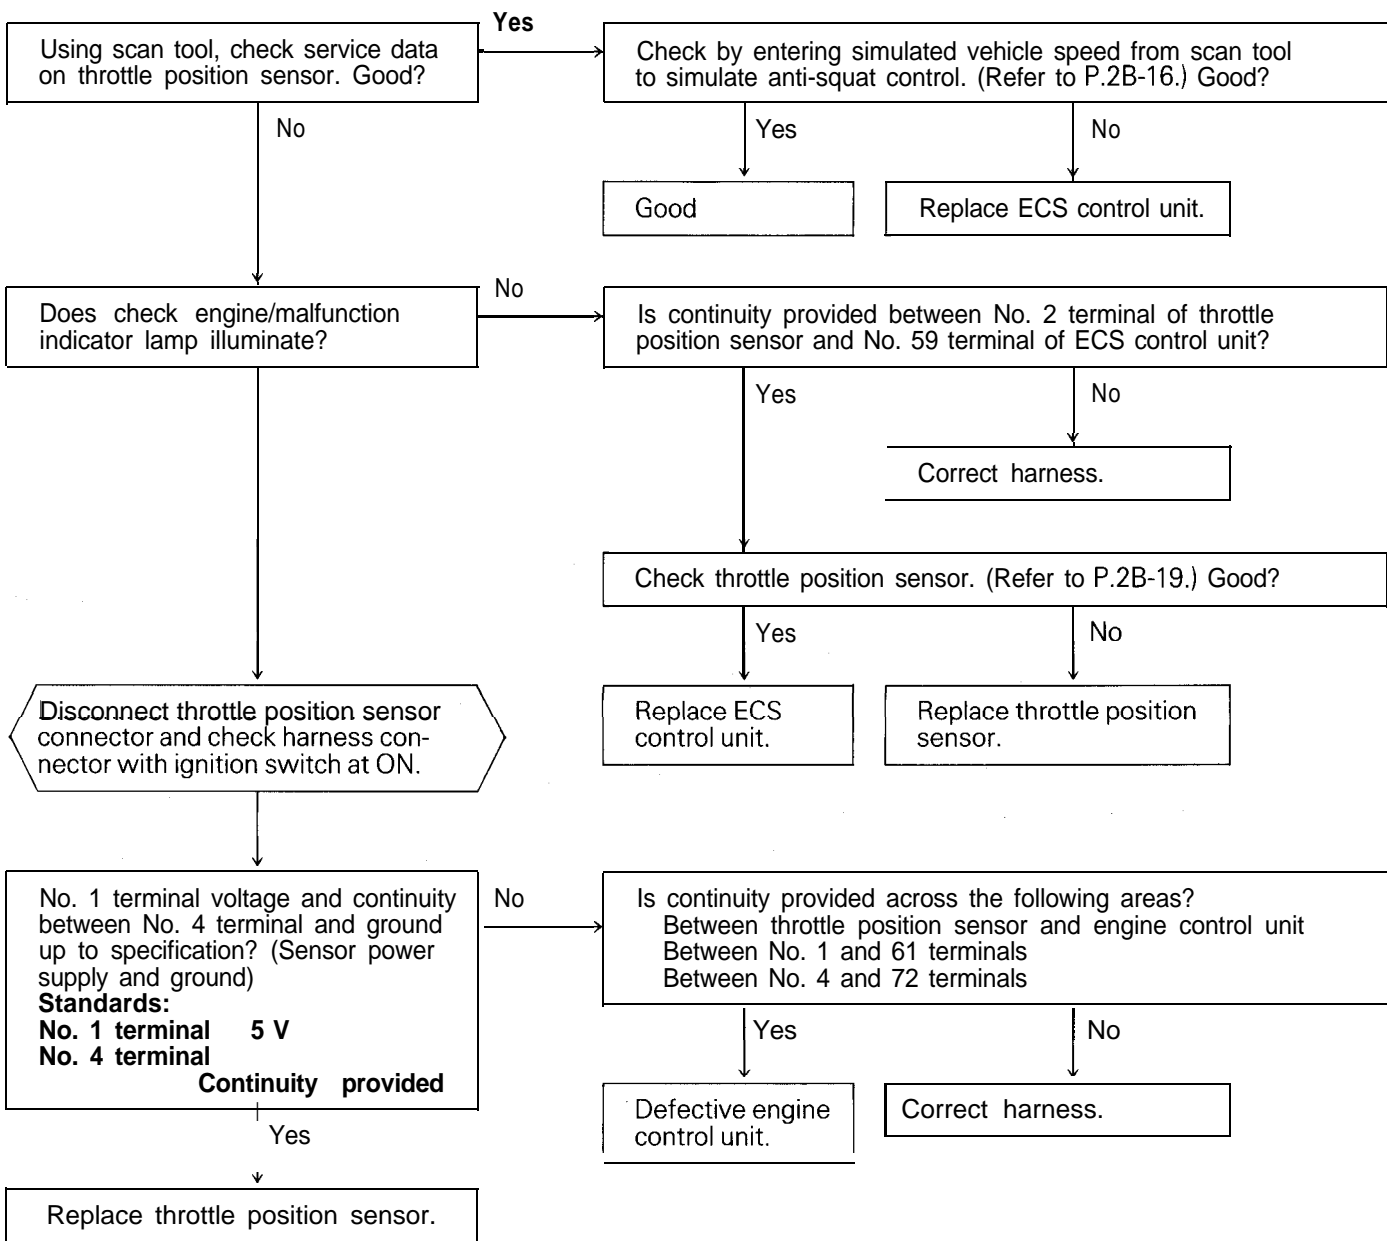 Using scan tool, check service data
on throttle position sensor. Good?
Yes
Check by entering simulated vehicle speed from scan tool
to simulate anti-squat control. (Refer to P.2B-16.) Good?
No
Yes
No
Good
Replace ECS control unit.
Does check engine/malfunction
indicator lamp illuminate?
No
Is continuity provided between No. 2 terminal of throttle
position sensor and No. 59 terminal of ECS control unit?
Yes
No
Correct harness.
Check throttle position sensor. (Refer to P.2B-19.) Good?
Yes
No
Replace ECS
control unit.
Replace throttle position
sensor.
Disconnect throttle position sensor
connector and check harness con-
nector with ignition switch at ON.
No. 1 terminal voltage and continuity
between No. 4 terminal and ground
up to specification? (Sensor power
supply and ground)
Standards:
No. 1 terminal 5 V
No. 4 terminal
Continuity provided
No
Is continuity provided across the following areas?
Between throttle position sensor and engine control unit
Between No. 1 and 61 terminals
Between No. 4 and 72 terminals
Yes
No
Defective engine
control unit.
Correct harness.
Yes
Replace throttle position sensor.